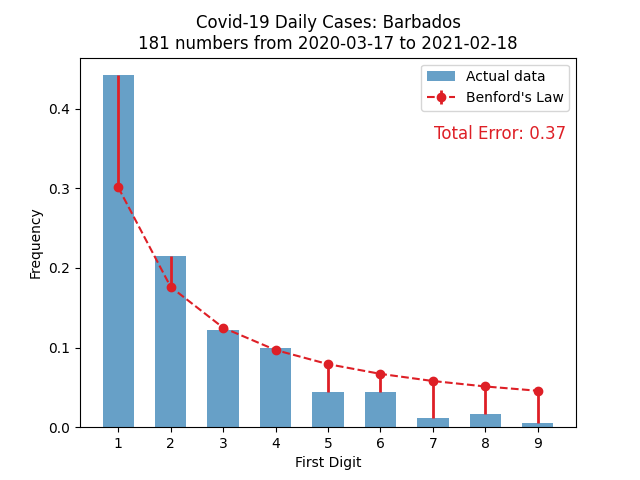 Covid-19 Daily Cases: Barbados
181 numbers from 2020-03-17 to 2021-02-18
Actual data
Benford's Law
Total Error: 0.37
Frequency
0.4
0.3
0.2
0.1
0.0
1 2 3 4 5 6 7 8 9
First Digit